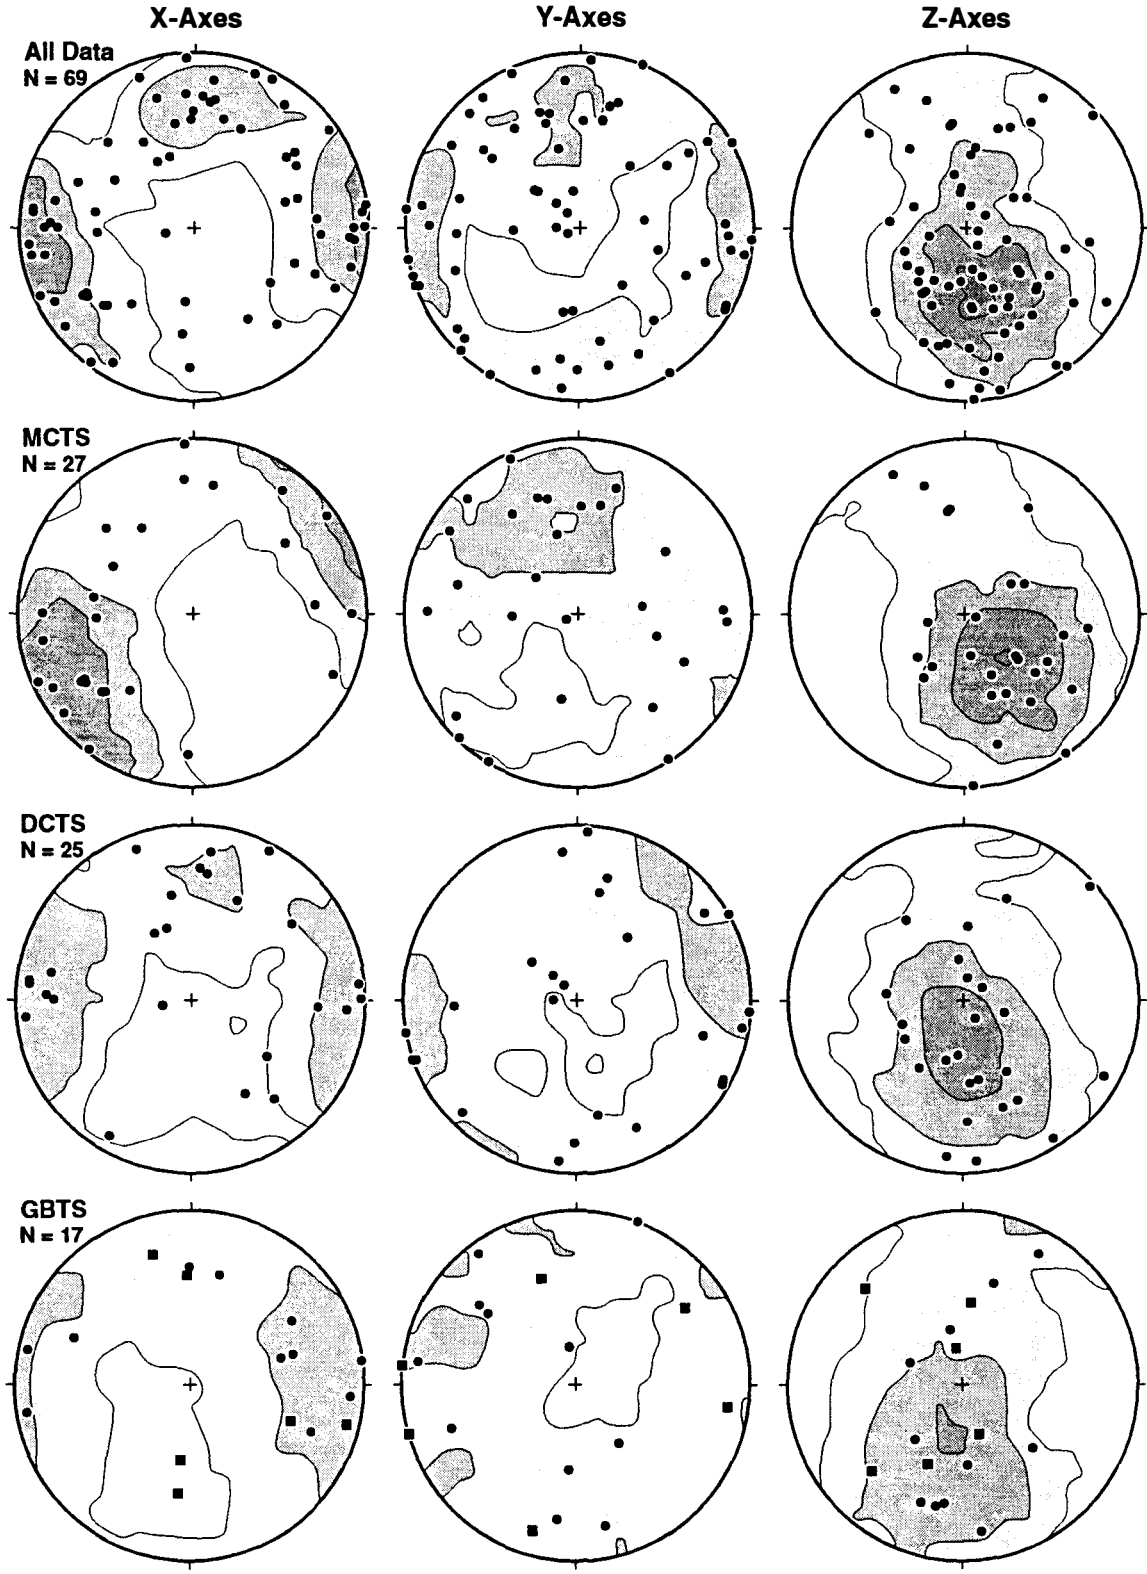 X-Axes
Y-Axes
Z-Axes
All Data
N = 69
MCTS
N = 27
DCTS
N = 25
GBTS
N = 17